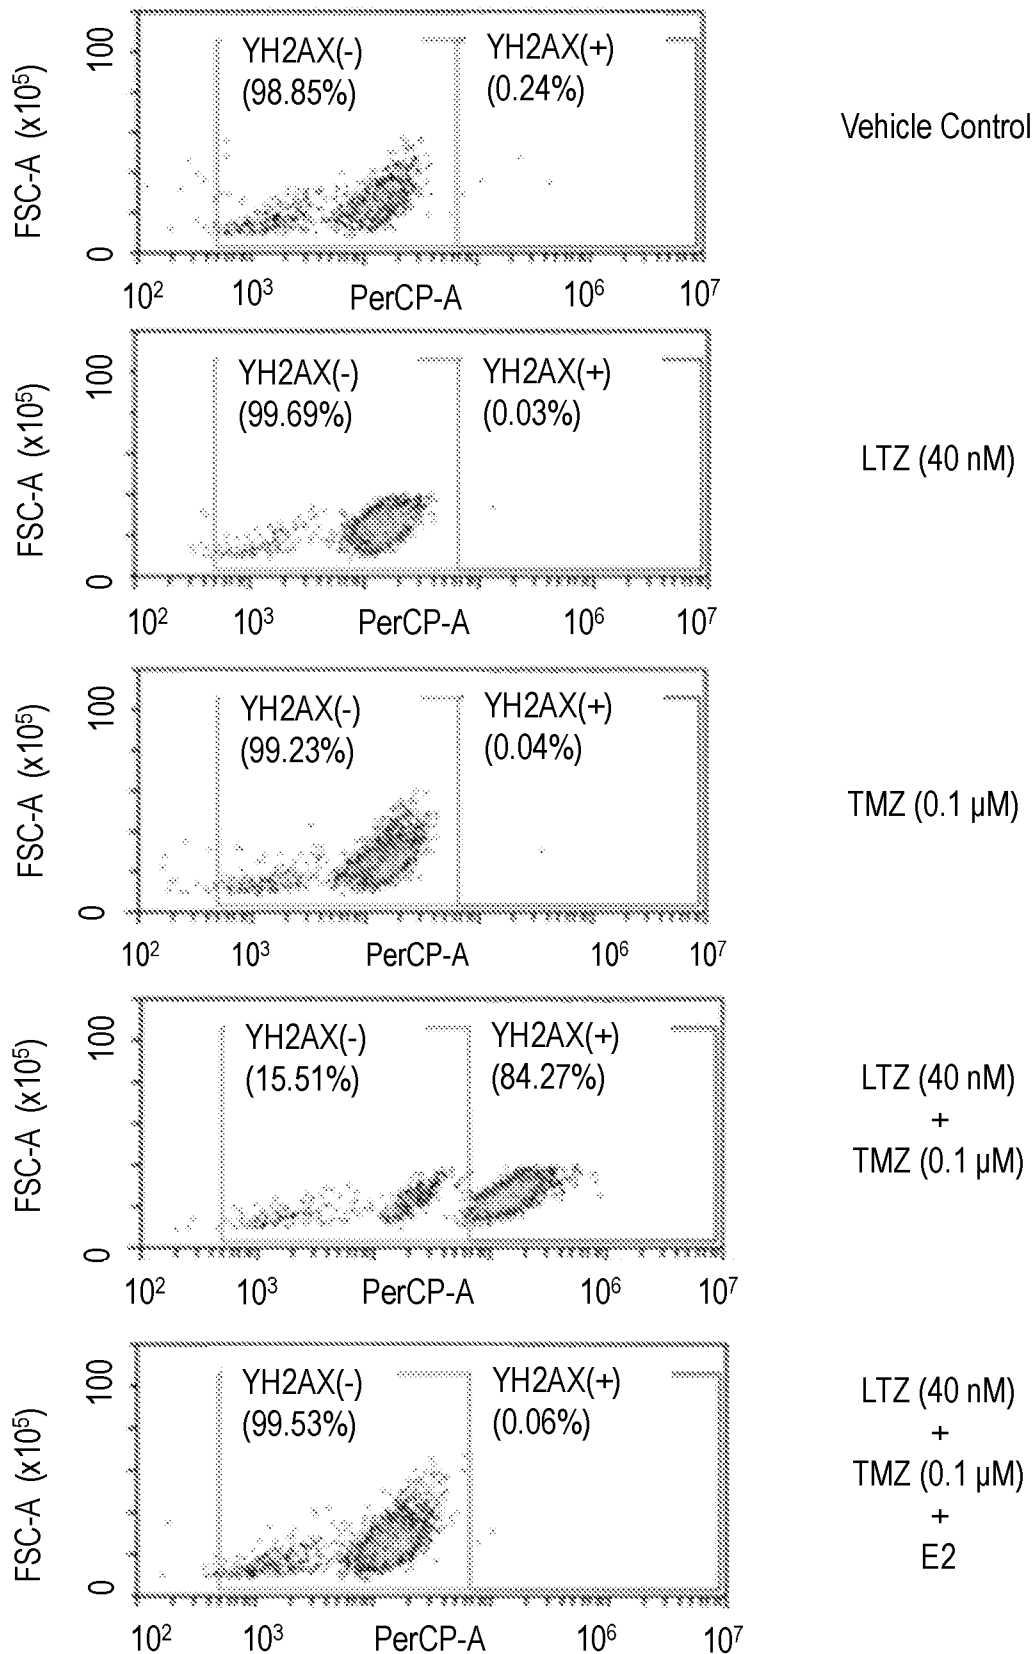 YH2AX(-)
(98.85%)
YH2AX(+)
(0.24%)
Vehicle Control
FSC-A (x10⁵)
100
0
10² 10³ PerCP-A 10⁶ 10⁷
YH2AX(-)
(99.69%)
YH2AX(+)
(0.03%)
LTZ (40 nM)
FSC-A (x10⁵)
100
0
10² 10³ PerCP-A 10⁶ 10⁷
YH2AX(-)
(99.23%)
YH2AX(+)
(0.04%)
TMZ (0.1 µM)
FSC-A (x10⁵)
100
0
10² 10³ PerCP-A 10⁶ 10⁷
YH2AX(-)
(15.51%)
YH2AX(+)
(84.27%)
LTZ (40 nM)
+
TMZ (0.1 µM)
FSC-A (x10⁵)
100
0
10² 10³ PerCP-A 10⁶ 10⁷
YH2AX(-)
(99.53%)
YH2AX(+)
(0.06%)
LTZ (40 nM)
+
TMZ (0.1 µM)
+
E2
FSC-A (x10⁵)
100
0
10² 10³ PerCP-A 10⁶ 10⁷